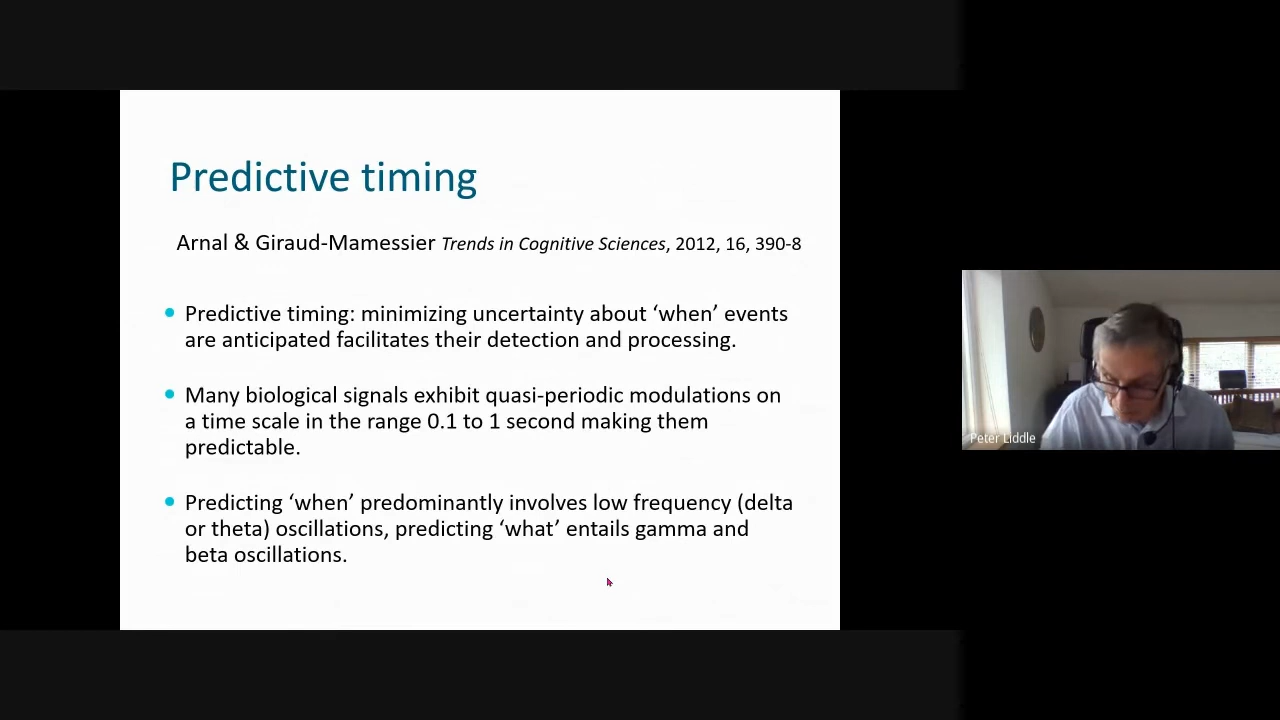 Predictive timing
Arnal & Giraud-Mamessier Trends in Cognitive Sciences, 2012, 16, 390-8
Predictive timing: minimizing uncertainty about ‘when’ events
are anticipated facilitates their detection and processing.
Many biological signals exhibit quasi-periodic modulations on
a time scale in the range 0.1 to 1 second making them
predictable.
Predicting ‘when’ predominantly involves low frequency (delta
or theta) oscillations, predicting ‘what’ entails gamma and
beta oscillations.
Peter Liddle